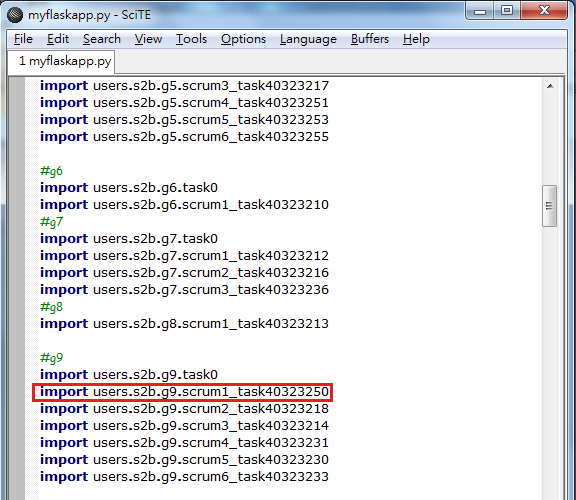 myflaskapp.py - SciTE
File Edit Search View Tools Options Language Buffers Help
1 myflaskapp.py
import users.s2b.g5.scrum3_task40323217
import users.s2b.g5.scrum4_task40323251
import users.s2b.g5.scrum5_task40323253
import users.s2b.g5.scrum6_task40323255
#g6
import users.s2b.g6.task0
import users.s2b.g6.scrum1_task40323210
#g7
import users.s2b.g7.task0
import users.s2b.g7.scrum1_task40323212
import users.s2b.g7.scrum2_task40323216
import users.s2b.g7.scrum3_task40323236
#g8
import users.s2b.g8.scrum1_task40323213
#g9
import users.s2b.g9.task0
import users.s2b.g9.scrum1_task40323250
import users.s2b.g9.scrum2_task40323218
import users.s2b.g9.scrum3_task40323214
import users.s2b.g9.scrum4_task40323231
import users.s2b.g9.scrum5_task40323230
import users.s2b.g9.scrum6_task40323233